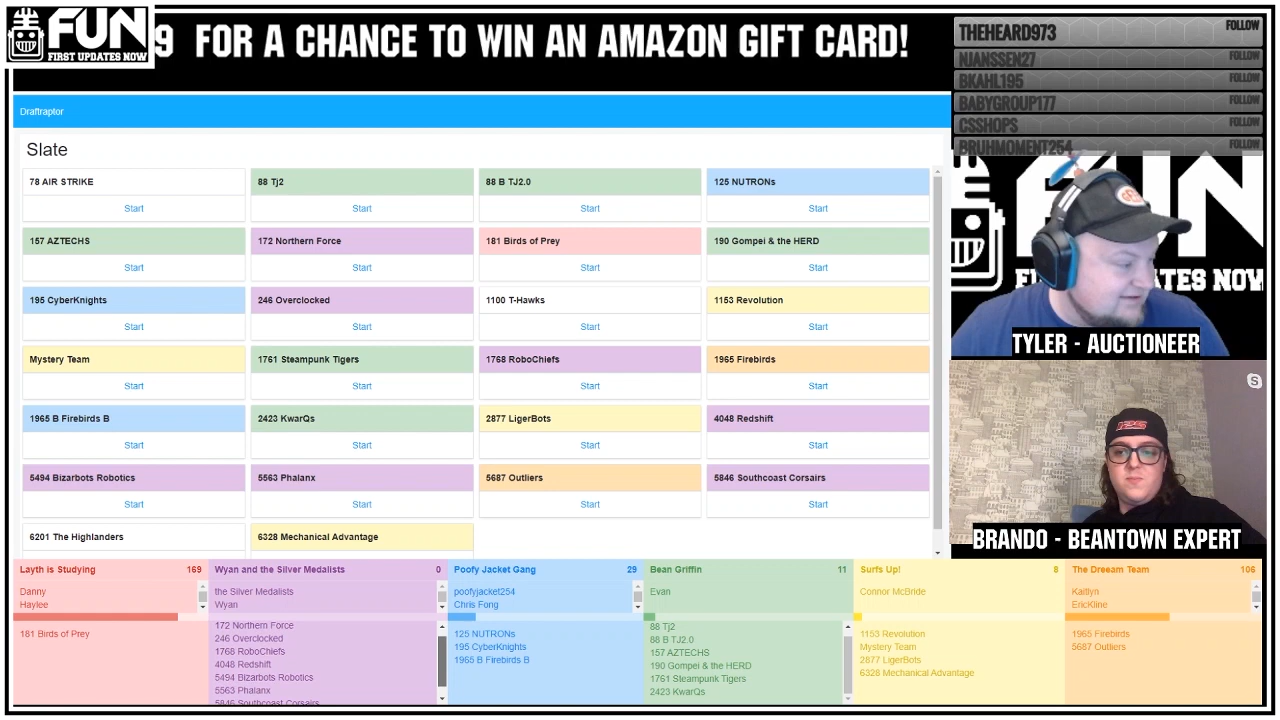 FUN
FIRST UPDATES NOW
9 FOR A CHANCE TO WIN AN AMAZON GIFT CARD!
THEHEARD973 FOLLOW
NJANSSEN27 FOLLOW
BKAHL195 FOLLOW
BABYGROUP177 FOLLOW
CSSHOPS FOLLOW
BRUHMOMENT254 FOLLOW
Draftraptor
Slate
78 AIR STRIKE 88 Tj2 88 B TJ2.0 125 NUTRONs
Start Start Start Start
157 AZTECHS 172 Northern Force 181 Birds of Prey 190 Gompei & the HERD
Start Start Start Start
195 CyberKnights 246 Overclocked 1100 T-Hawks 1153 Revolution
Start Start Start Start
Mystery Team 1761 Steampunk Tigers 1768 RoboChiefs 1965 Firebirds
Start Start Start Start
1965 B Firebirds B 2423 KwarQs 2877 LigerBots 4048 Redshift
Start Start Start Start
5494 Bizarbots Robotics 5563 Phalanx 5687 Outliers 5846 Southcoast Corsairs
Start Start Start Start
6201 The Highlanders 6328 Mechanical Advantage
TYLER - AUCTIONEER
125
BRANDO - BEANTOWN EXPERT
Layth is Studying 169
Danny
Haylee
181 Birds of Prey
Wyan and the Silver Medalists 0
the Silver Medalists
Wyan
172 Northern Force
246 Overclocked
1768 RoboChiefs
4048 Redshift
5494 Bizarbots Robotics
5563 Phalanx
5846 Southcoast Corsairs
Poofy Jacket Gang 29
poofyjacket254
Chris Fong
125 NUTRONs
195 CyberKnights
1965 B Firebirds B
Bean Griffin 11
Evan
88 Tj2
88 B TJ2.0
157 AZTECHS
190 Gompei & the HERD
1761 Steampunk Tigers
2423 KwarQs
Surfs Up! 8
Connor McBride
1153 Revolution
Mystery Team
2877 LigerBots
6328 Mechanical Advantage
The Dreeam Team 106
Kaitlyn
EricKline
1965 Firebirds
5687 Outliers